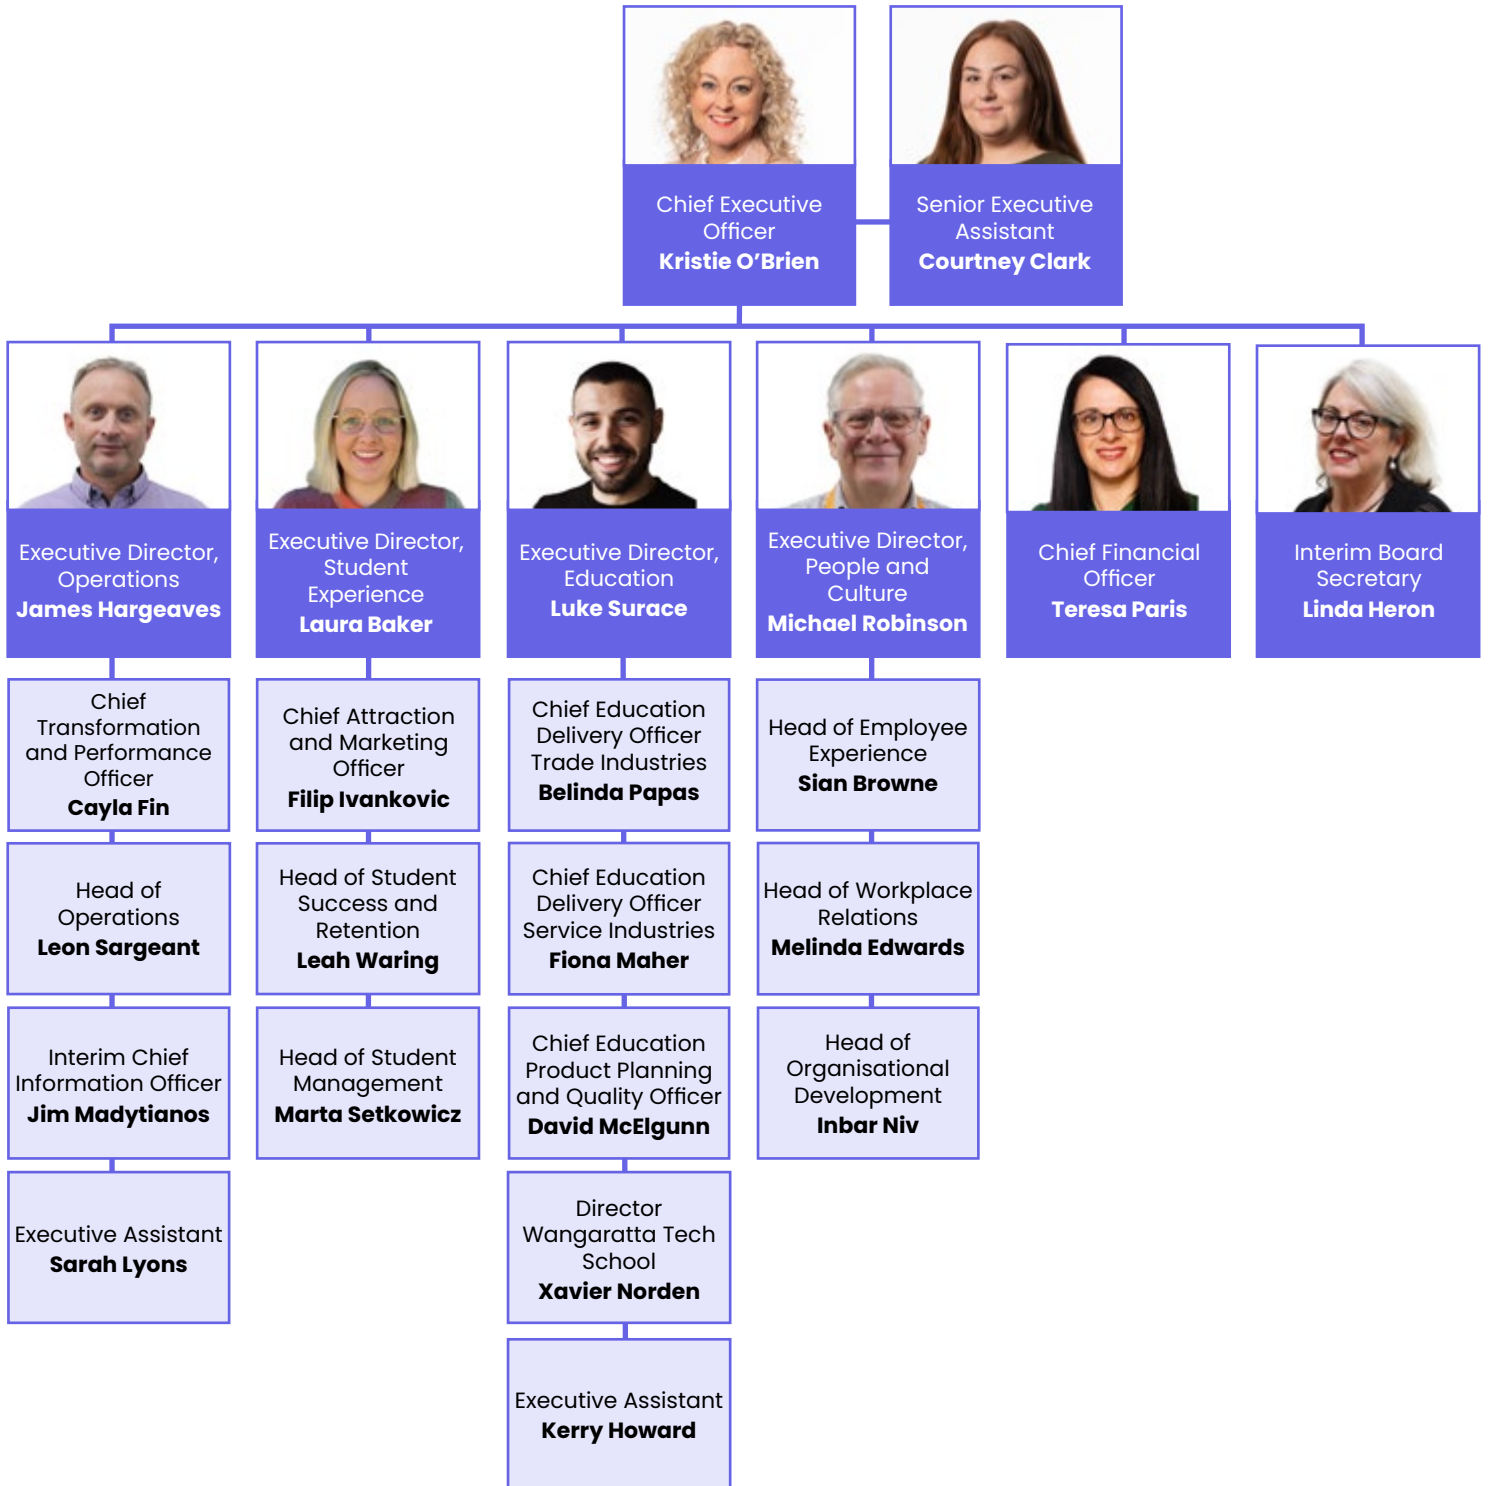 Chief Executive
Officer
Kristie O’Brien
Senior Executive
Assistant
Courtney Clark
Executive Director,
Operations
James Hargeaves
Executive Director,
Student
Experience
Laura Baker
Executive Director,
Education
Luke Surace
Executive Director,
People and
Culture
Michael Robinson
Chief Financial
Officer
Teresa Paris
Interim Board
Secretary
Linda Heron
Chief
Transformation
and Performance
Officer
Cayla Fin
Head of
Operations
Leon Sargeant
Interim Chief
Information Officer
Jim Madytianos
Executive Assistant
Sarah Lyons
Chief Attraction
and Marketing
Officer
Filip Ivankovic
Head of Student
Success and
Retention
Leah Waring
Head of Student
Management
Marta Setkowicz
Chief Education
Delivery Officer
Trade Industries
Belinda Papas
Chief Education
Delivery Officer
Service Industries
Fiona Maher
Chief Education
Product Planning
and Quality Officer
David McElgunn
Director
Wangaratta Tech
School
Xavier Norden
Executive Assistant
Kerry Howard
Head of Employee
Experience
Sian Browne
Head of Workplace
Relations
Melinda Edwards
Head of
Organisational
Development
Inbar Niv